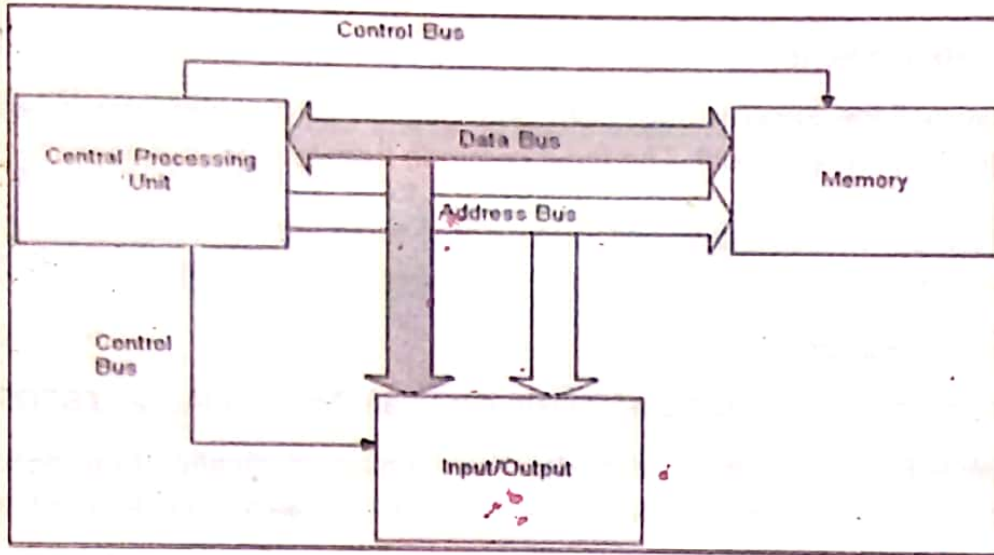 Control Bus
Data Bus
Central Processing
Unit
Memory
Address Bus
Control
Bus
Input/Output